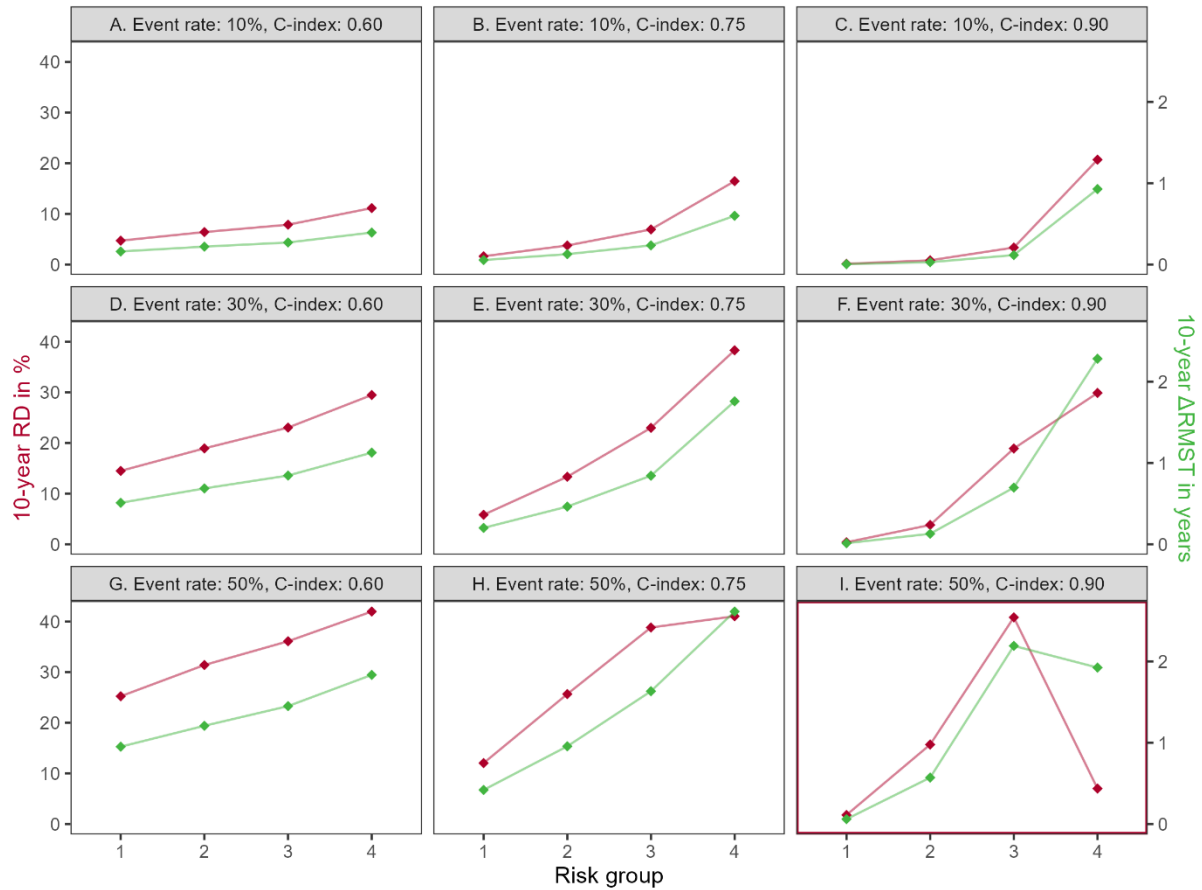 A. Event rate: 10%, C-index: 0.60
B. Event rate: 10%, C-index: 0.75
C. Event rate: 10%, C-index: 0.90
40
30
20
10
0
2
1
0
D. Event rate: 30%, C-index: 0.60
E. Event rate: 30%, C-index: 0.75
F. Event rate: 30%, C-index: 0.90
40
30
20
10
0
2
1
0
10-year RD in %
10-year ΔRMST in years
G. Event rate: 50%, C-index: 0.60
H. Event rate: 50%, C-index: 0.75
I. Event rate: 50%, C-index: 0.90
40
30
20
10
0
2
1
0
1 2 3 4
1 2 3 4
1 2 3 4
Risk group